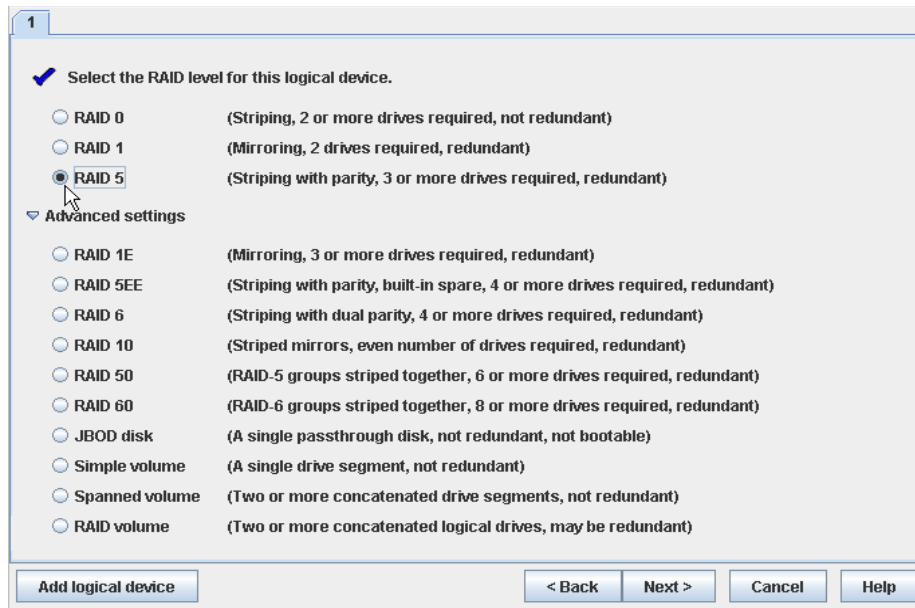 1
Select the RAID level for this logical device.
RAID 0 (Striping, 2 or more drives required, not redundant)
RAID 1 (Mirroring, 2 drives required, redundant)
RAID 5 (Striping with parity, 3 or more drives required, redundant)
Advanced settings
RAID 1E (Mirroring, 3 or more drives required, redundant)
RAID 5EE (Striping with parity, built-in spare, 4 or more drives required, redundant)
RAID 6 (Striping with dual parity, 4 or more drives required, redundant)
RAID 10 (Striped mirrors, even number of drives required, redundant)
RAID 50 (RAID-5 groups striped together, 6 or more drives required, redundant)
RAID 60 (RAID-6 groups striped together, 8 or more drives required, redundant)
JBOD disk (A single passthrough disk, not redundant, not bootable)
Simple volume (A single drive segment, not redundant)
Spanned volume (Two or more concatenated drive segments, not redundant)
RAID volume (Two or more concatenated logical drives, may be redundant)
Add logical device < Back Next > Cancel Help